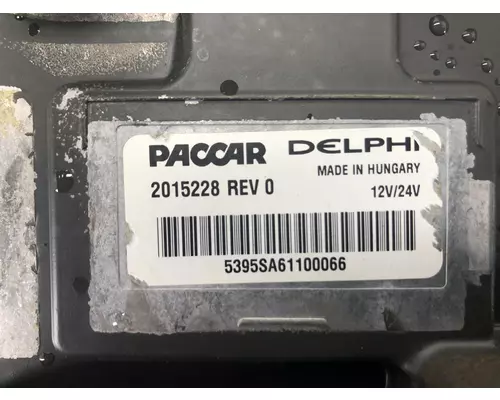 PACCAR DELPHI
MADE IN HUNGARY
2015228 REV 0 12V/24V
5395SA61100066